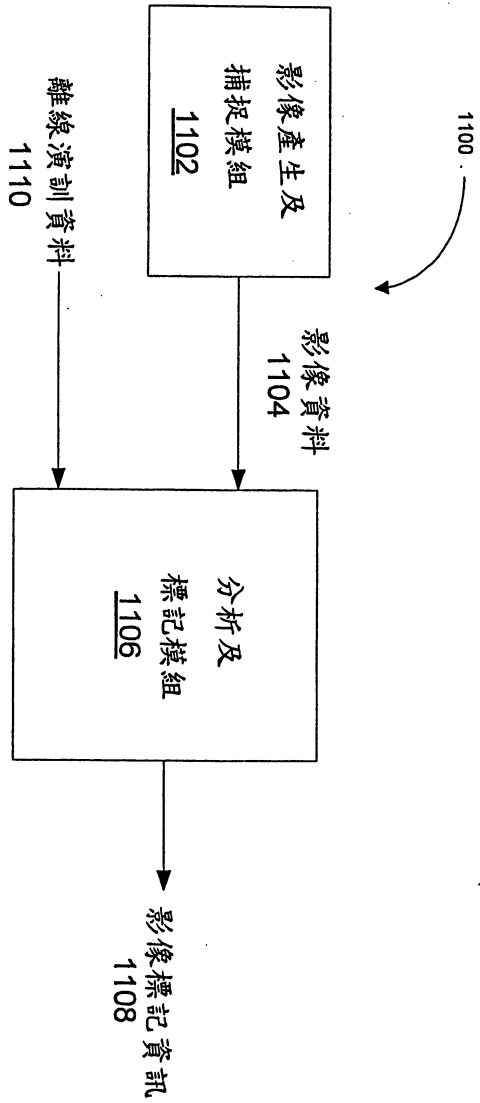 1100
影像產生及
捕捉模組
1102
影像資料
1104
離線演訓資料
1110
分析及
標記模組
1106
影像標記資訊
1108